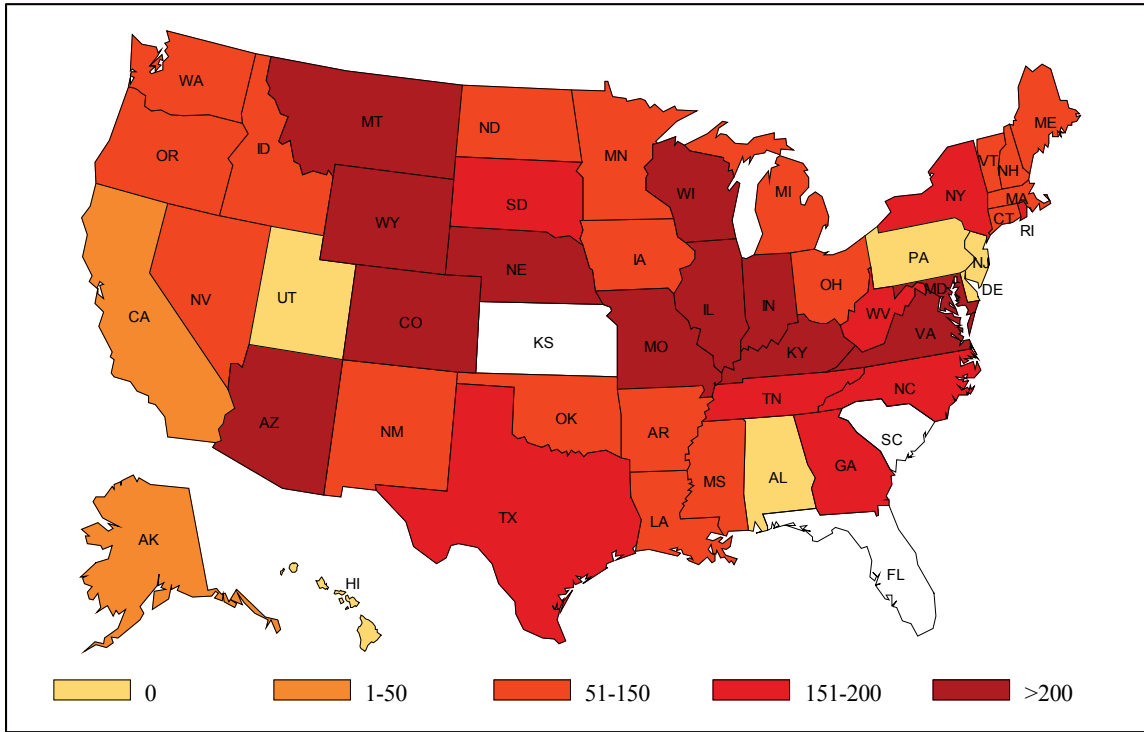 WA
MT
ND
ME
OR
ID
MN
VT
NH
WI
MI
SD
NY
MA
WY
CT
RI
IA
PA
NE
NJ
NV
UT
OH
DE
MD
IL
IN
CA
CO
WV
KS
VA
MO
KY
NC
TN
AZ
OK
NM
AR
SC
GA
MS
AL
TX
LA
AK
FL
HI
0
1-50
51-150
151-200
>200